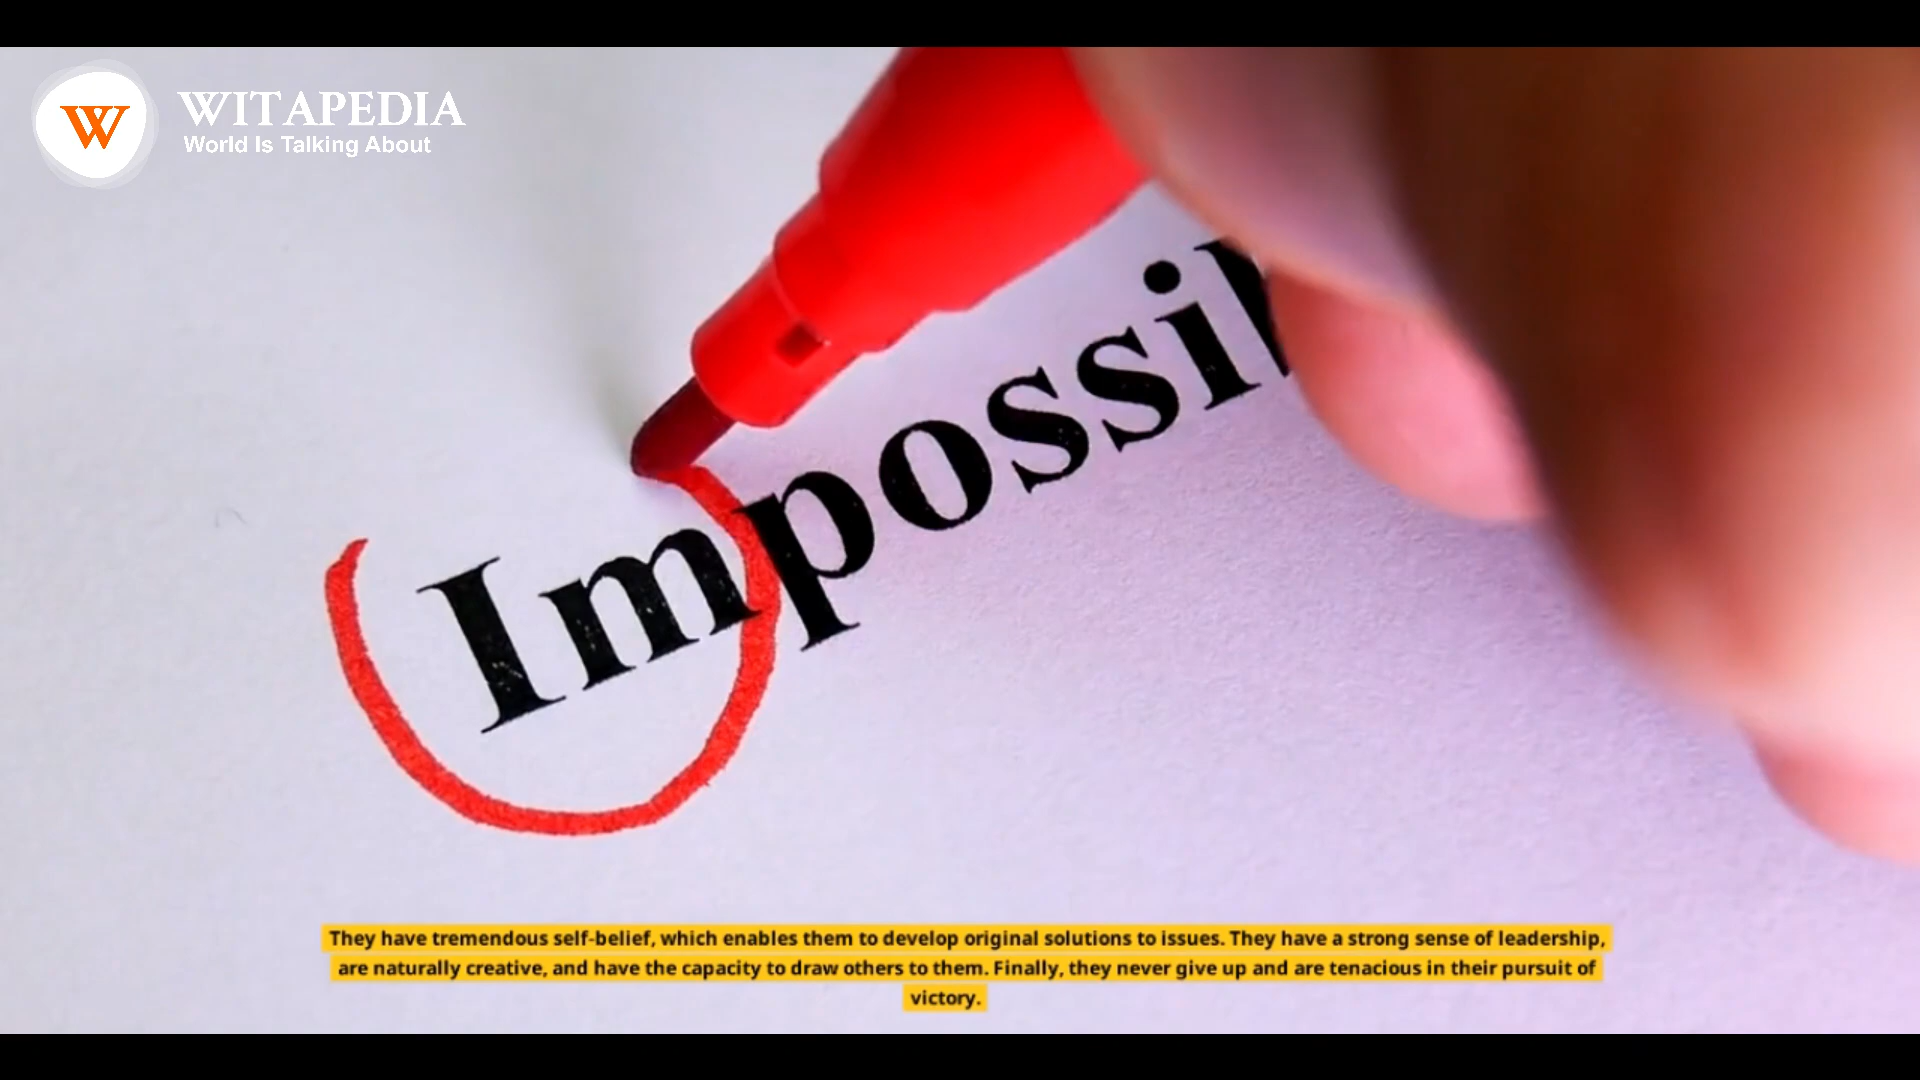 W
WITAPEDIA
World Is Talking About
Impossib
They have tremendous self-belief, which enables them to develop original solutions to issues. They have a strong sense of leadership,
are naturally creative, and have the capacity to draw others to them. Finally, they never give up and are tenacious in their pursuit of
victory.